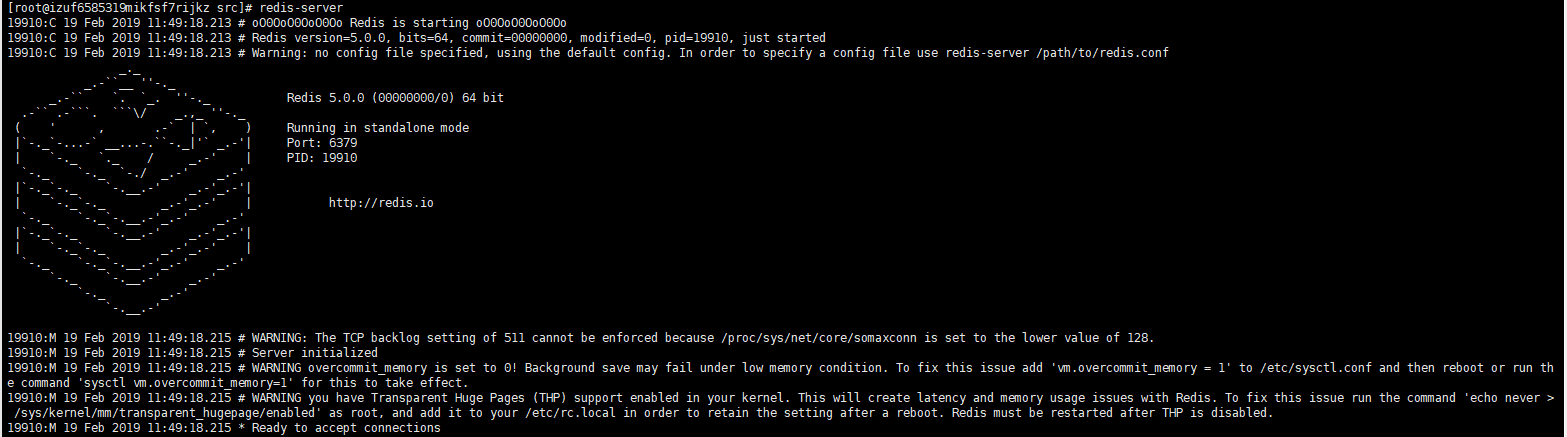 [root@izuf6585319mikfsf7rijkz src]# redis-server
19910:C 19 Feb 2019 11:49:18.213 # oO0OoO0OoO0Oo Redis is starting oO0OoO0OoO0Oo
19910:C 19 Feb 2019 11:49:18.213 # Redis version=5.0.0, bits=64, commit=00000000, modified=0, pid=19910, just started
19910:C 19 Feb 2019 11:49:18.213 # Warning: no config file specified, using the default config. In order to specify a config file use redis-server /path/to/redis.conf
Redis 5.0.0 (00000000/0) 64 bit
Running in standalone mode
Port: 6379
PID: 19910
http://redis.io
19910:M 19 Feb 2019 11:49:18.215 # WARNING: The TCP backlog setting of 511 cannot be enforced because /proc/sys/net/core/somaxconn is set to the lower value of 128.
19910:M 19 Feb 2019 11:49:18.215 # Server initialized
19910:M 19 Feb 2019 11:49:18.215 # WARNING overcommit_memory is set to 0! Background save may fail under low memory condition. To fix this issue add 'vm.overcommit_memory = 1' to /etc/sysctl.conf and then reboot or run th
e command 'sysctl vm.overcommit_memory=1' for this to take effect.
19910:M 19 Feb 2019 11:49:18.215 # WARNING you have Transparent Huge Pages (THP) support enabled in your kernel. This will create latency and memory usage issues with Redis. To fix this issue run the command 'echo never >
/sys/kernel/mm/transparent_hugepage/enabled' as root, and add it to your /etc/rc.local in order to retain the setting after a reboot. Redis must be restarted after THP is disabled.
19910:M 19 Feb 2019 11:49:18.215 * Ready to accept connections